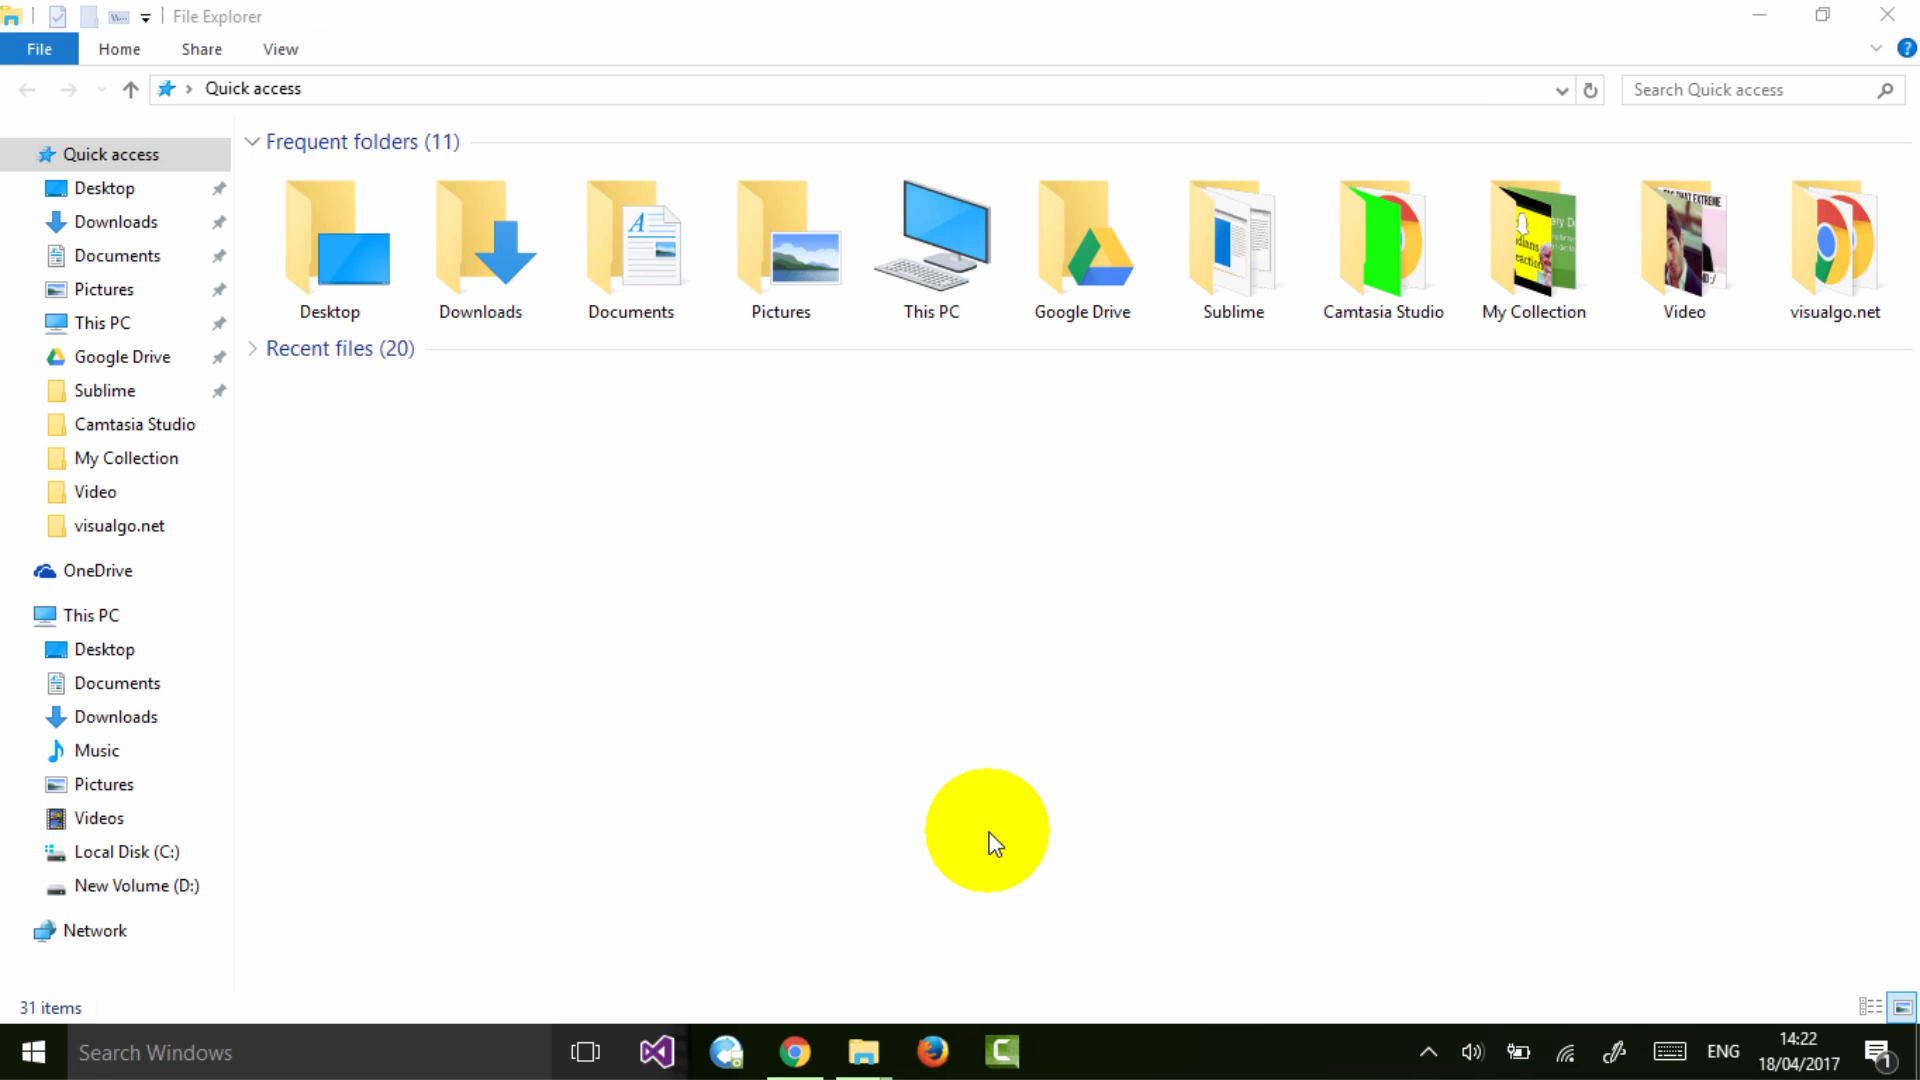 File Explorer
File Home Share View
Quick access
Search Quick access
Quick access
Desktop
Downloads
Documents
Pictures
This PC
Google Drive
Sublime
Camtasia Studio
My Collection
Video
visualgo.net
OneDrive
This PC
Desktop
Documents
Downloads
Music
Pictures
Videos
Local Disk (C:)
New Volume (D:)
Network
Frequent folders (11)
Desktop
Downloads
Documents
Pictures
This PC
Google Drive
Sublime
Camtasia Studio
My Collection
Video
visualgo.net
Recent files (20)
31 items
Search Windows
ENG
14:22
18/04/2017
1